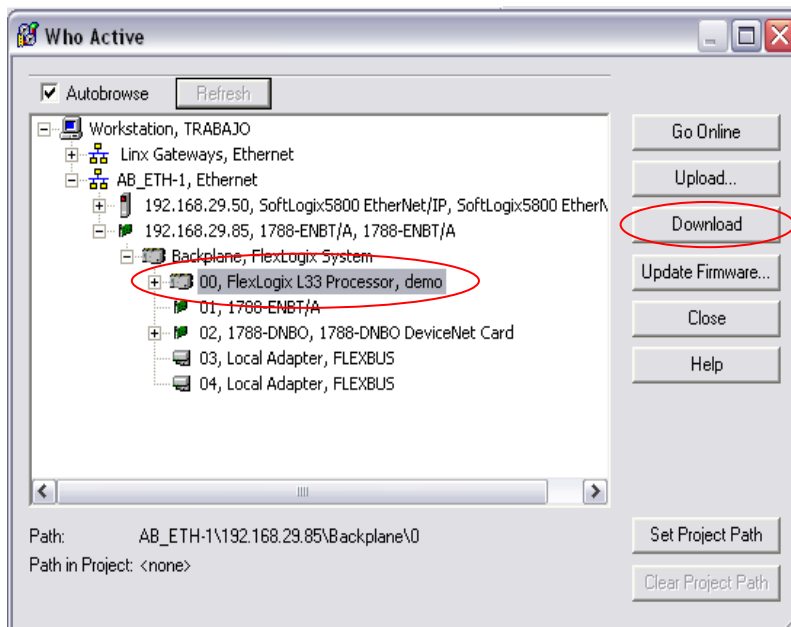 Who Active
Autobrowse
Refresh
Workstation, TRABAJO
Linx Gateways, Ethernet
AB_ETH-1, Ethernet
192.168.29.50, SoftLogix5800 EtherNet/IP, SoftLogix5800 EtherN
192.168.29.85, 1788-ENBT/A, 1788-ENBT/A
Backplane, FlexLogix System
00, FlexLogix L33 Processor, demo
01, 1788-ENBT/A
02, 1788-DNBO, 1788-DNBO DeviceNet Card
03, Local Adapter, FLEXBUS
04, Local Adapter, FLEXBUS
Go Online
Upload...
Download
Update Firmware...
Close
Help
Path: AB_ETH-1\192.168.29.85\Backplane\0
Path in Project: <none>
Set Project Path
Clear Project Path